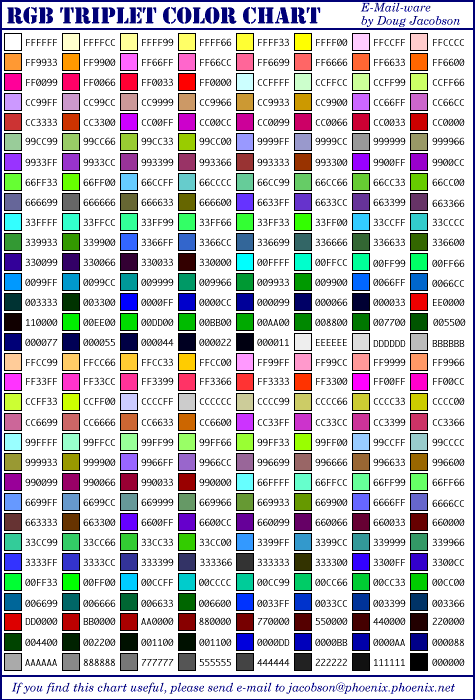 RGB TRIPLET COLOR CHART
E-Mail-ware
by Doug Jacobson
FFFFFF FFFFCC FFFF99 FFFF66 FFFF33 FFFF00 FFCCFF FFCCCC
FF9933 FF9900 FF66FF FF66CC FF6699 FF6666 FF6633 FF6600
FF0099 FF0066 FF0033 FF0000 CCFFFF CCFFCC CCFF99 CCFF66
CC99FF CC99CC CC9999 CC9966 CC9933 CC9900 CC66FF CC66CC
CC3333 CC3300 CC00FF CC00CC CC0099 CC0066 CC0033 CC0000
99CC99 99CC66 99CC33 99CC00 9999FF 9999CC 999999 999966
9933FF 9933CC 993399 993366 993333 993300 9900FF 9900CC
66FF33 66FF00 66CCFF 66CCCC 66CC99 66CC66 66CC33 66CC00
666699 666666 666633 666600 6633FF 6633CC 663399 663366
33FFFF 33FFCC 33FF99 33FF66 33FF33 33FF00 33CCFF 33CCCC
339933 339900 3366FF 3366CC 336699 336666 336633 336600
330099 330066 330033 330000 00FFFF 00FFCC 00FF99 00FF66
0099FF 0099CC 009999 009966 009933 009900 0066FF 0066CC
003333 003300 0000FF 0000CC 000099 000066 000033 EE0000
110000 00EE00 00DD00 00BB00 00AA00 008800 007700 005500
000077 000055 000044 000022 000011 EEEEEE DDDDDD BBBBBB
FFCC99 FFCC66 FFCC33 FFCC00 FF99FF FF99CC FF9999 FF9966
FF33FF FF33CC FF3399 FF3366 FF3333 FF3300 FF00FF FF00CC
CCFF33 CCFF00 CCCCFF CCCCCC CCCC99 CCCC66 CCCC33 CCCC00
CC6699 CC6666 CC6633 CC6600 CC33FF CC33CC CC3399 CC3366
99FFFF 99FFCC 99FF99 99FF66 99FF33 99FF00 99CCFF 99CCCC
999933 999900 9966FF 9966CC 996699 996666 996633 996600
990099 990066 990033 990000 66FFFF 66FFCC 66FF99 66FF66
6699FF 6699CC 669999 669966 669933 669900 6666FF 6666CC
663333 663300 6600FF 6600CC 660099 660066 660033 660000
33CC99 33CC66 33CC33 33CC00 3399FF 3399CC 339999 339966
3333FF 3333CC 333399 333366 333333 333300 3300FF 3300CC
00FF33 00FF00 00CCFF 00CCCC 00CC99 00CC66 00CC33 00CC00
006699 006666 006633 006600 0033FF 0033CC 003399 003366
DD0000 BB0000 AA0000 880000 770000 550000 440000 220000
004400 002200 001100 001100 0000DD 0000BB 0000AA 000088
AAAAAA 888888 777777 555555 444444 222222 111111 000000
If you find this chart useful, please send e-mail to jacobson@phoenix.phoenix.net